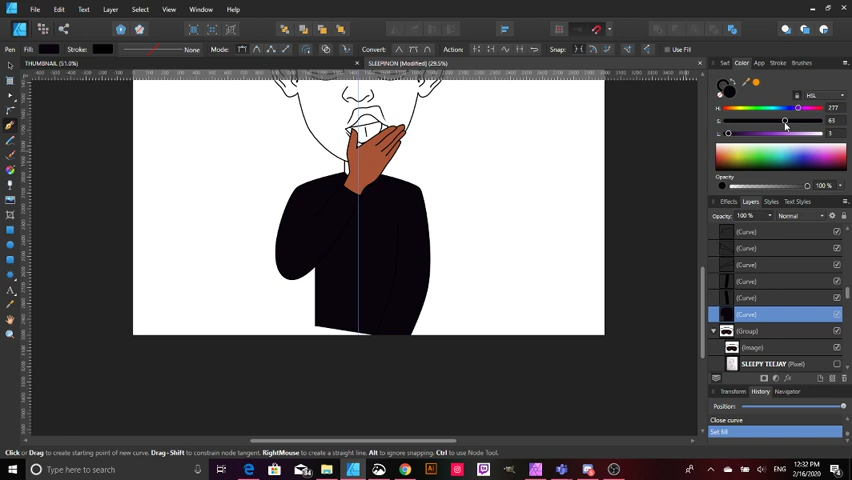 File Edit Text Layer Select View Window Help
Pen Fill: Stroke: None Mode: Convert: Action: Snap: Use Fill
THUMBNAIL (51.0%) SLEEPINON (Modified) (29.5%)
Swt Color App Stroke Brushes
HSL
H: 277
S: 63
L: 3
Opacity
100 %
Effects Layers Styles Text Styles
Opacity: 100 % Normal
(Curve)
(Curve)
(Curve)
(Curve)
(Curve)
(Curve)
(Group)
(Image)
SLEEPY TEEJAY (Pixel)
Transform History Navigator
Position:
Close curve
Set fill
Click or Drag to create starting point of new curve. Drag+Shift to constrain node tangent. RightMouse to create a straight line. Alt to ignore snapping. Ctrl to use Node Tool.
Type here to search
ENG
12:32 PM
2/16/2020